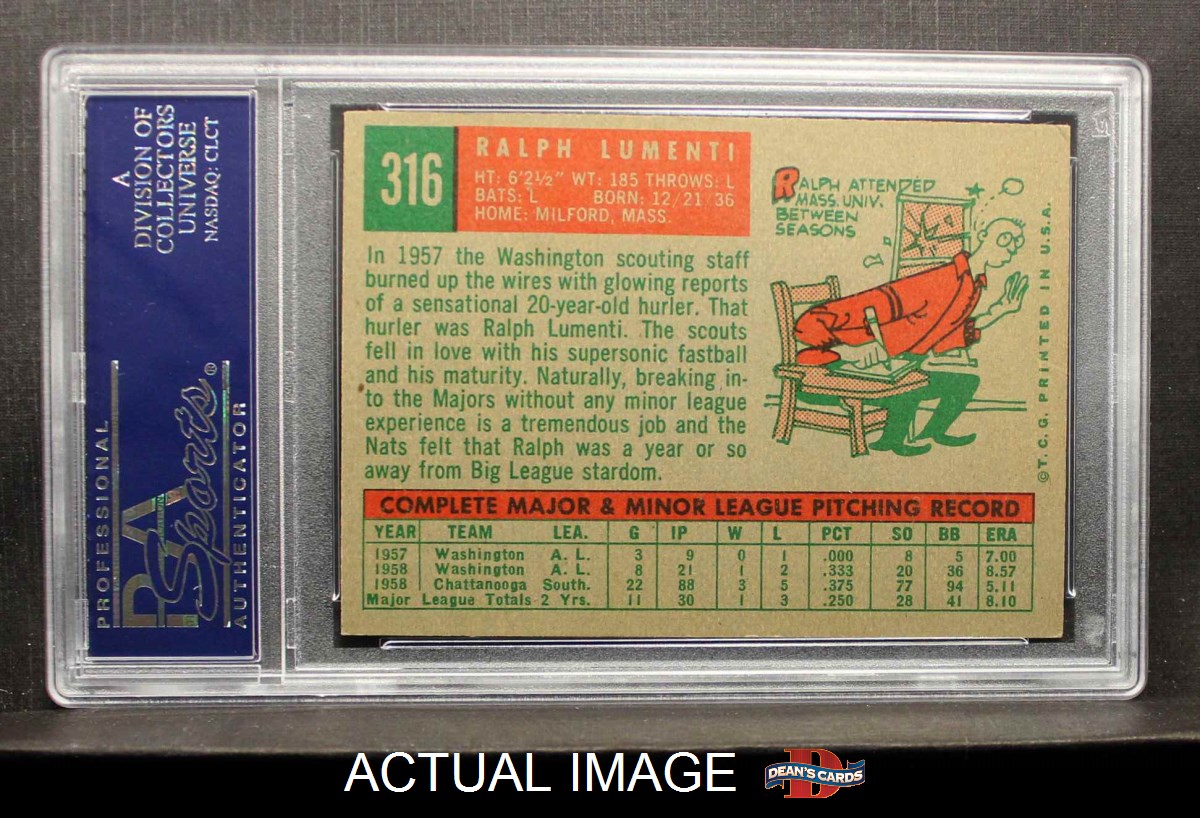 A
DIVISION OF
COLLECTORS
UNIVERSE
NASDAQ: CLCT
PROFESSIONAL
PSA
Sports®
AUTHENTICATOR
316
RALPH LUMENTI
HT: 6'2½" WT: 185 THROWS: L
BATS: L BORN: 12/21/36
HOME: MILFORD, MASS.
RALPH ATTENDED
MASS. UNIV.
BETWEEN
SEASONS
In 1957 the Washington scouting staff
burned up the wires with glowing reports
of a sensational 20-year-old hurler. That
hurler was Ralph Lumenti. The scouts
fell in love with his supersonic fastball
and his maturity. Naturally, breaking in-
to the Majors without any minor league
experience is a tremendous job and the
Nats felt that Ralph was a year or so
away from Big League stardom.
©T.C.G. PRINTED IN U.S.A.
COMPLETE MAJOR & MINOR LEAGUE PITCHING RECORD
YEAR TEAM LEA. G IP W L PCT SO BB ERA
1957 Washington A. L. 3 9 0 1 .000 8 5 7.00
1958 Washington A. L. 8 21 1 2 .333 20 36 8.57
1958 Chattanooga South. 22 88 3 5 .375 77 94 5.11
Major League Totals 2 Yrs. 11 30 1 3 .250 28 41 8.10
ACTUAL IMAGE
DEAN'S CARDS